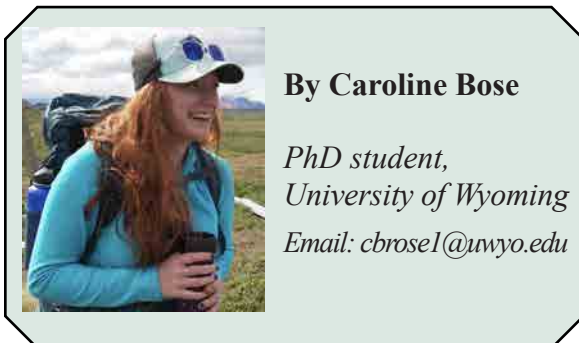 By Caroline Bose
PhD student,
University of Wyoming
Email: cbrose1@uwyo.edu